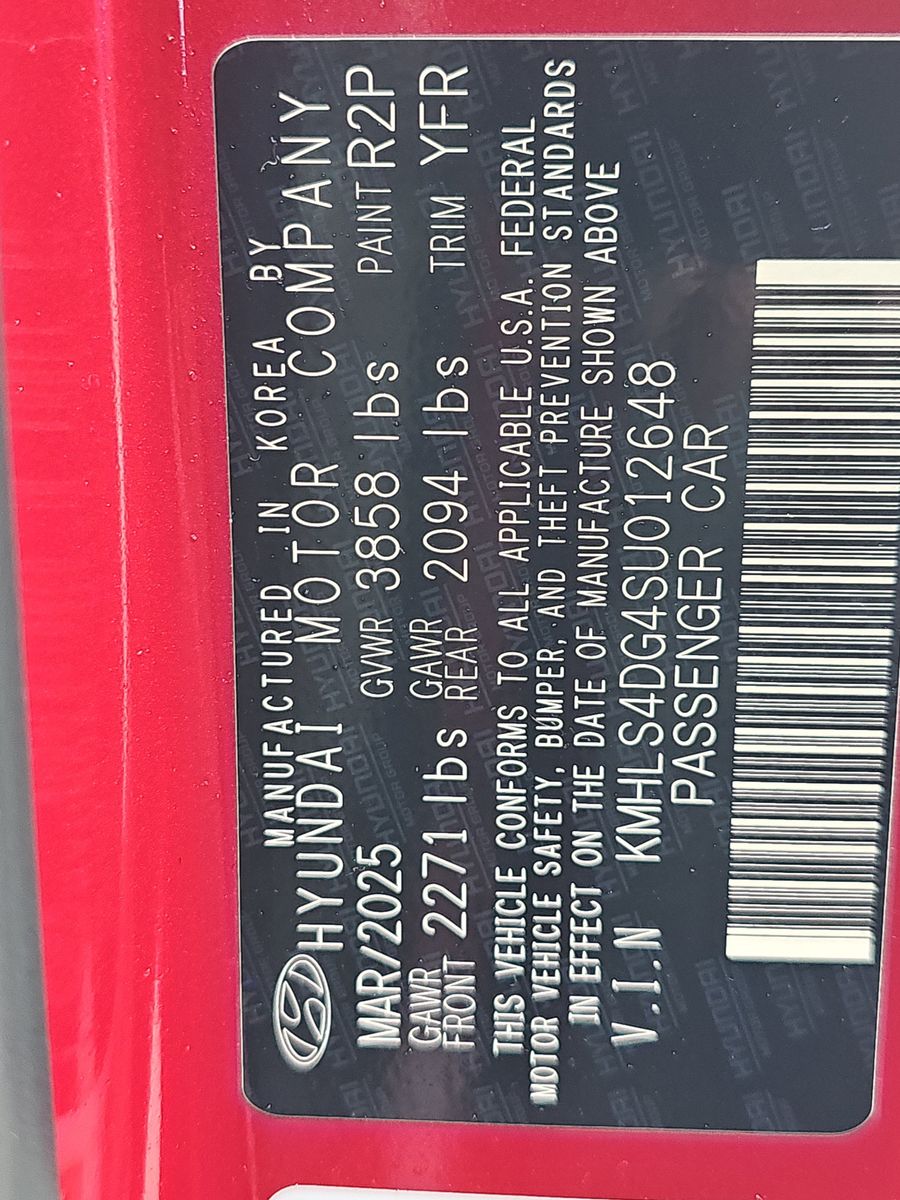 MANUFACTURED IN KOREA BY
HYUNDAI MOTOR COMPANY
MAR/2025 GVWR 3858 lbs PAINT R2P
GAWR FRONT 2271 lbs GAWR REAR 2094 lbs TRIM YFR
THIS VEHICLE CONFORMS TO ALL APPLICABLE U.S.A. FEDERAL
MOTOR VEHICLE SAFETY, BUMPER, AND THEFT PREVENTION STANDARDS
IN EFFECT ON THE DATE OF MANUFACTURE SHOWN ABOVE
V.I.N KMHLS4DG4SU012648
PASSENGER CAR